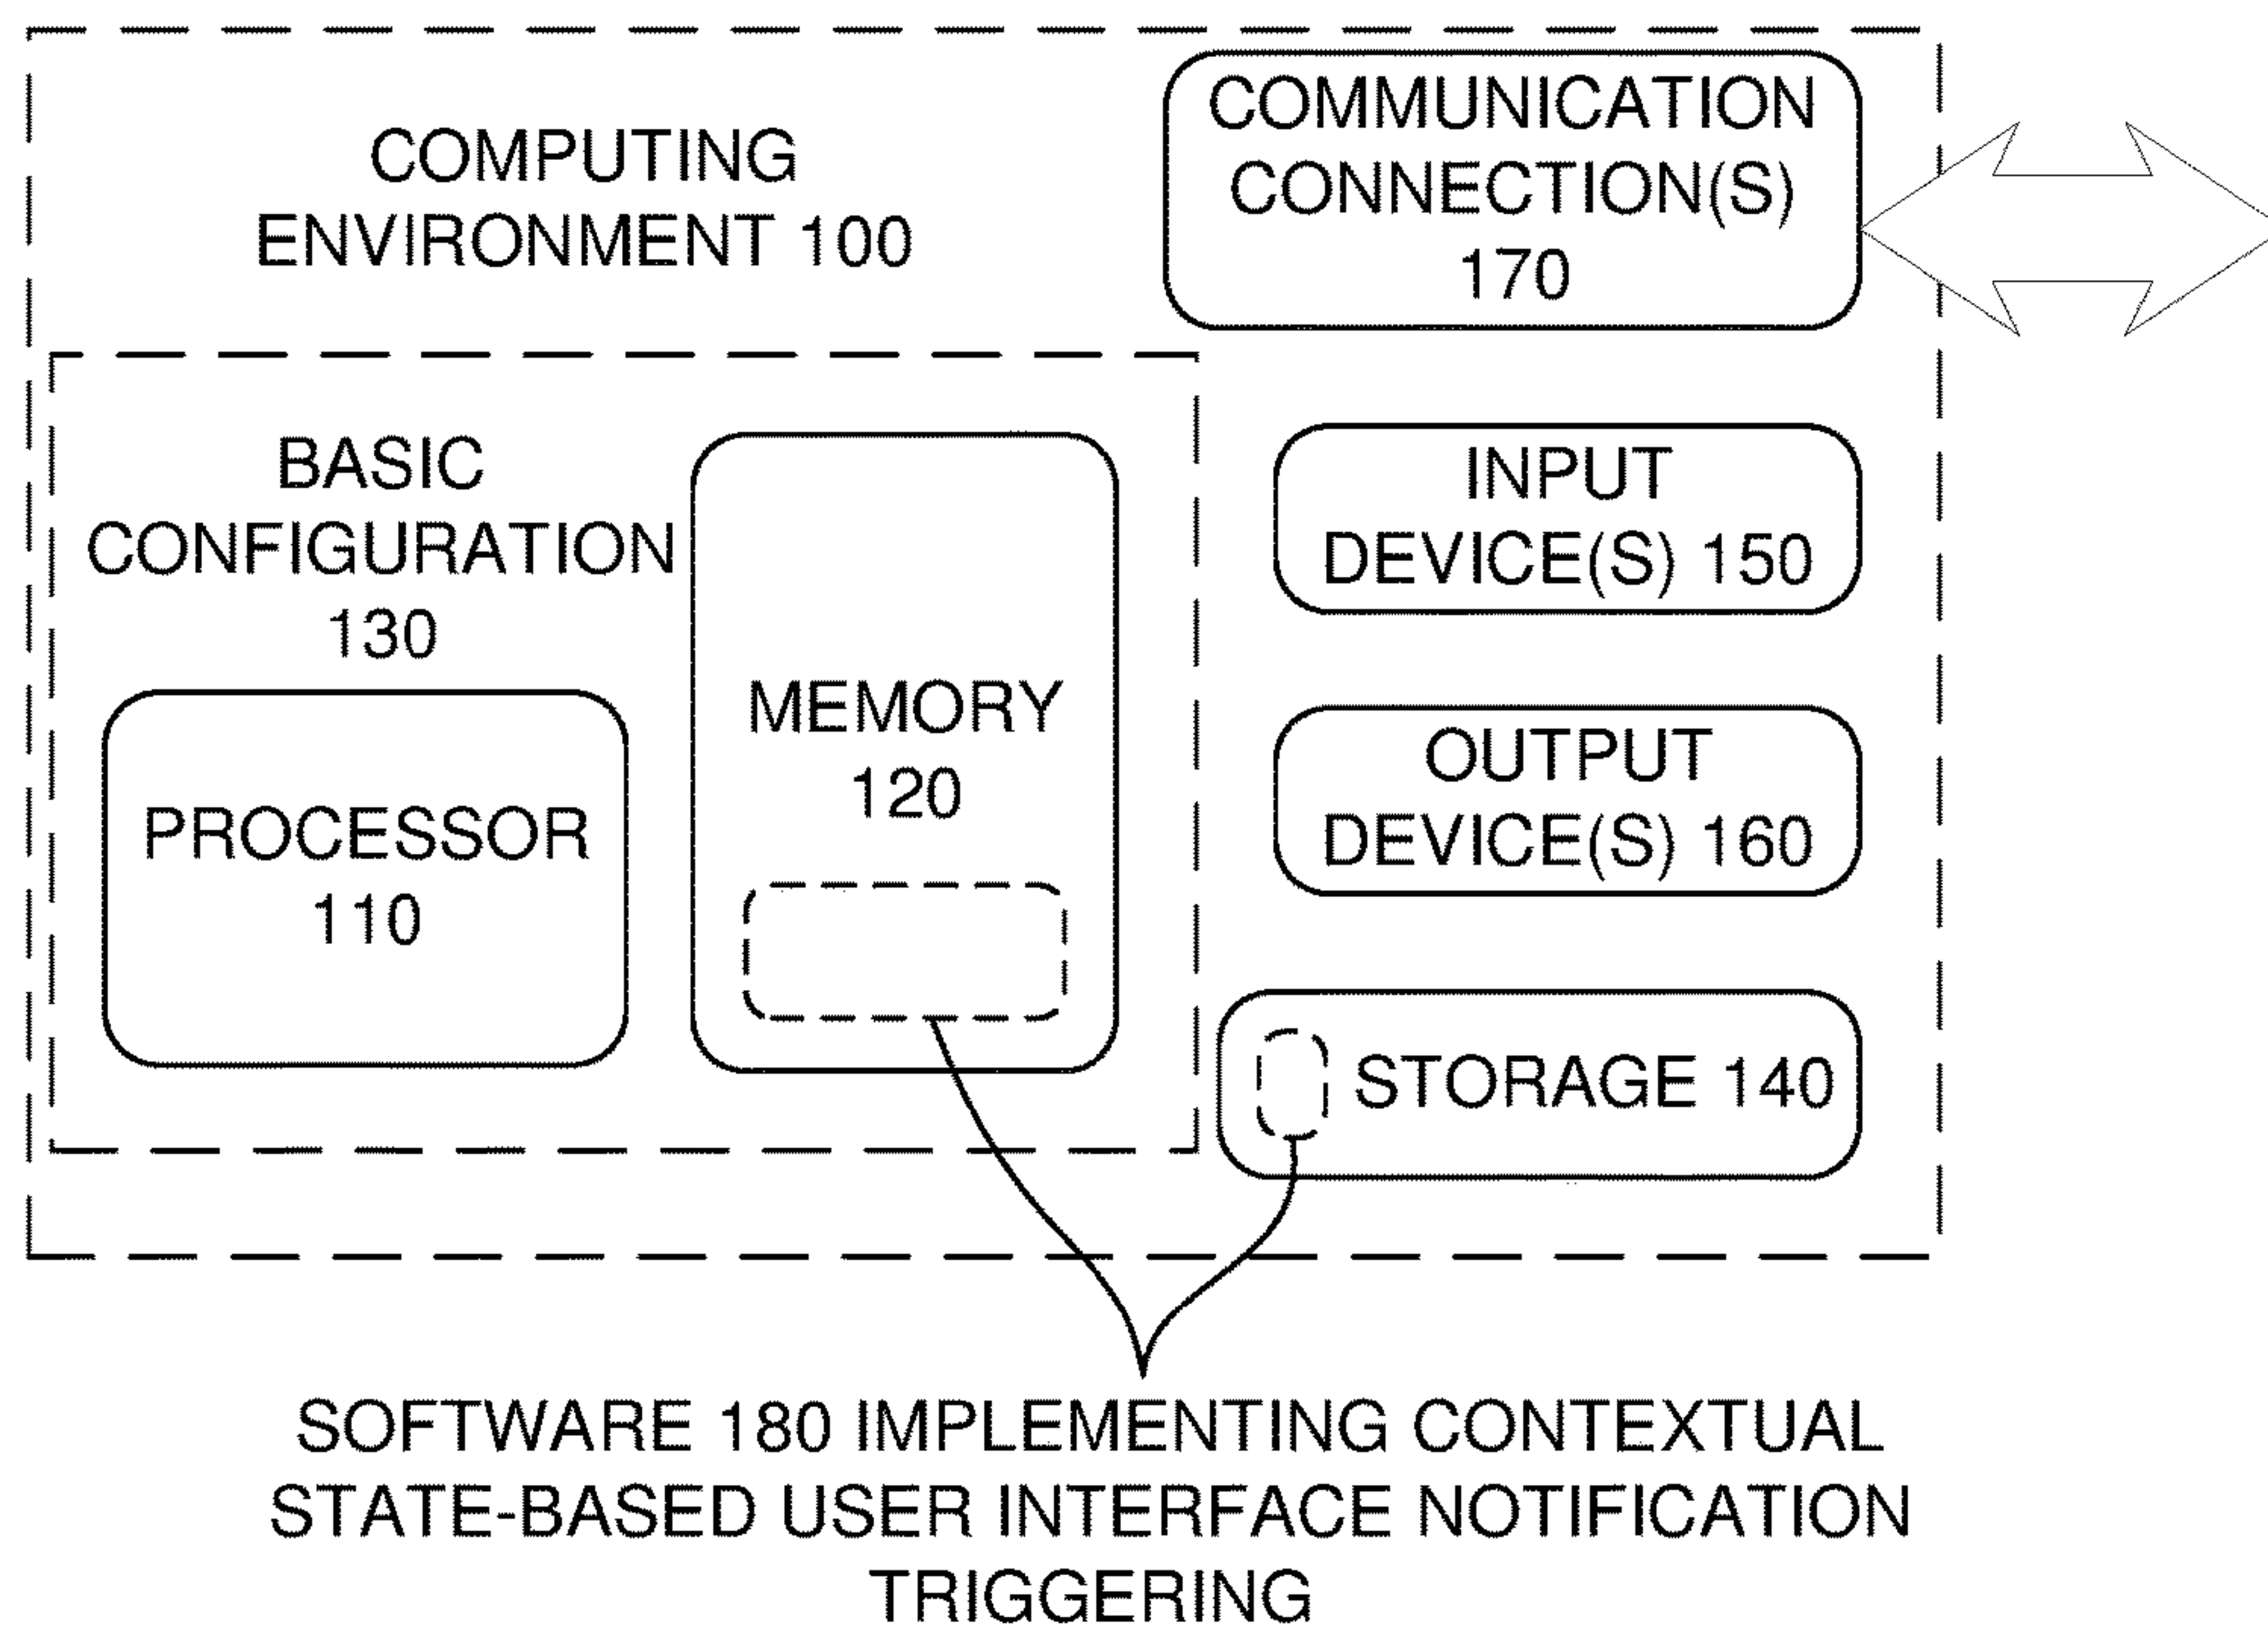 COMPUTING
ENVIRONMENT 100
COMMUNICATION
CONNECTION(S)
170
BASIC
CONFIGURATION
130
PROCESSOR
110
MEMORY
120
INPUT
DEVICE(S) 150
OUTPUT
DEVICE(S) 160
STORAGE 140
SOFTWARE 180 IMPLEMENTING CONTEXTUAL
STATE-BASED USER INTERFACE NOTIFICATION
TRIGGERING